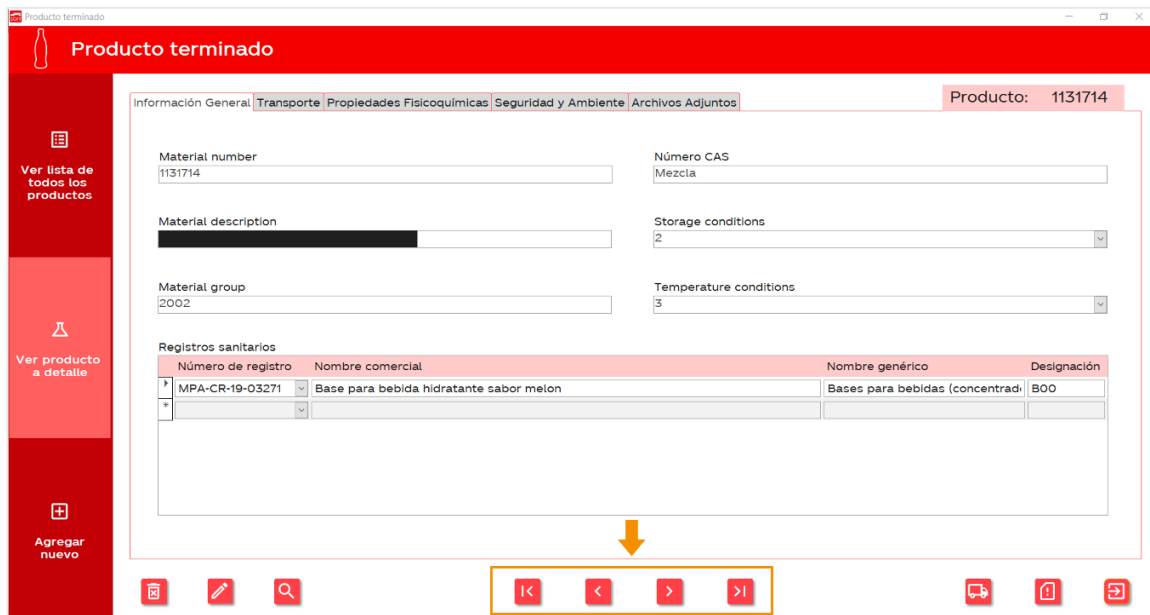 Producto terminado
Producto terminado
Ver lista de
todos los
productos
Ver producto
a detalle
Agregar
nuevo
Información General Transporte Propiedades Fisicoquímicas Seguridad y Ambiente Archivos Adjuntos
Producto: 1131714
Material number
1131714
Número CAS
Mezcla
Material description
Storage conditions
2
Material group
2002
Temperature conditions
3
Registros sanitarios
Número de registro Nombre comercial Nombre genérico Designación
MPA-CR-19-03271 Base para bebida hidratante sabor melon Bases para bebidas (concentrad B00